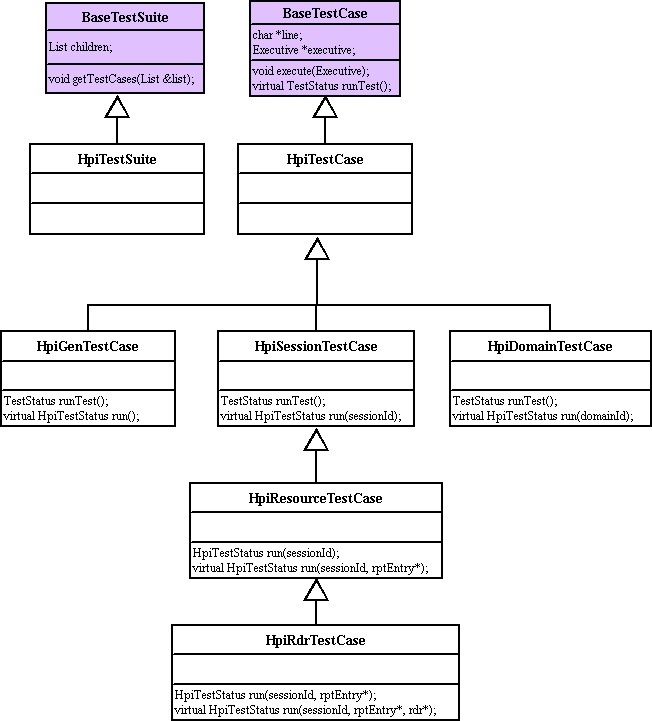 BaseTestSuite
List children;
void getTestCases(List &list);
BaseTestCase
char *line;
Executive *executive;
void execute(Executive);
virtual TestStatus runTest();
HpiTestSuite
HpiTestCase
HpiGenTestCase
TestStatus runTest();
virtual HpiTestStatus run();
HpiSessionTestCase
TestStatus runTest();
virtual HpiTestStatus run(sessionId);
HpiDomainTestCase
TestStatus runTest();
virtual HpiTestStatus run(domainId);
HpiResourceTestCase
HpiTestStatus run(sessionId);
virtual HpiTestStatus run(sessionId, rptEntry*);
HpiRdrTestCase
HpiTestStatus run(sessionId, rptEntry*);
virtual HpiTestStatus run(sessionId, rptEntry*, rdr*);